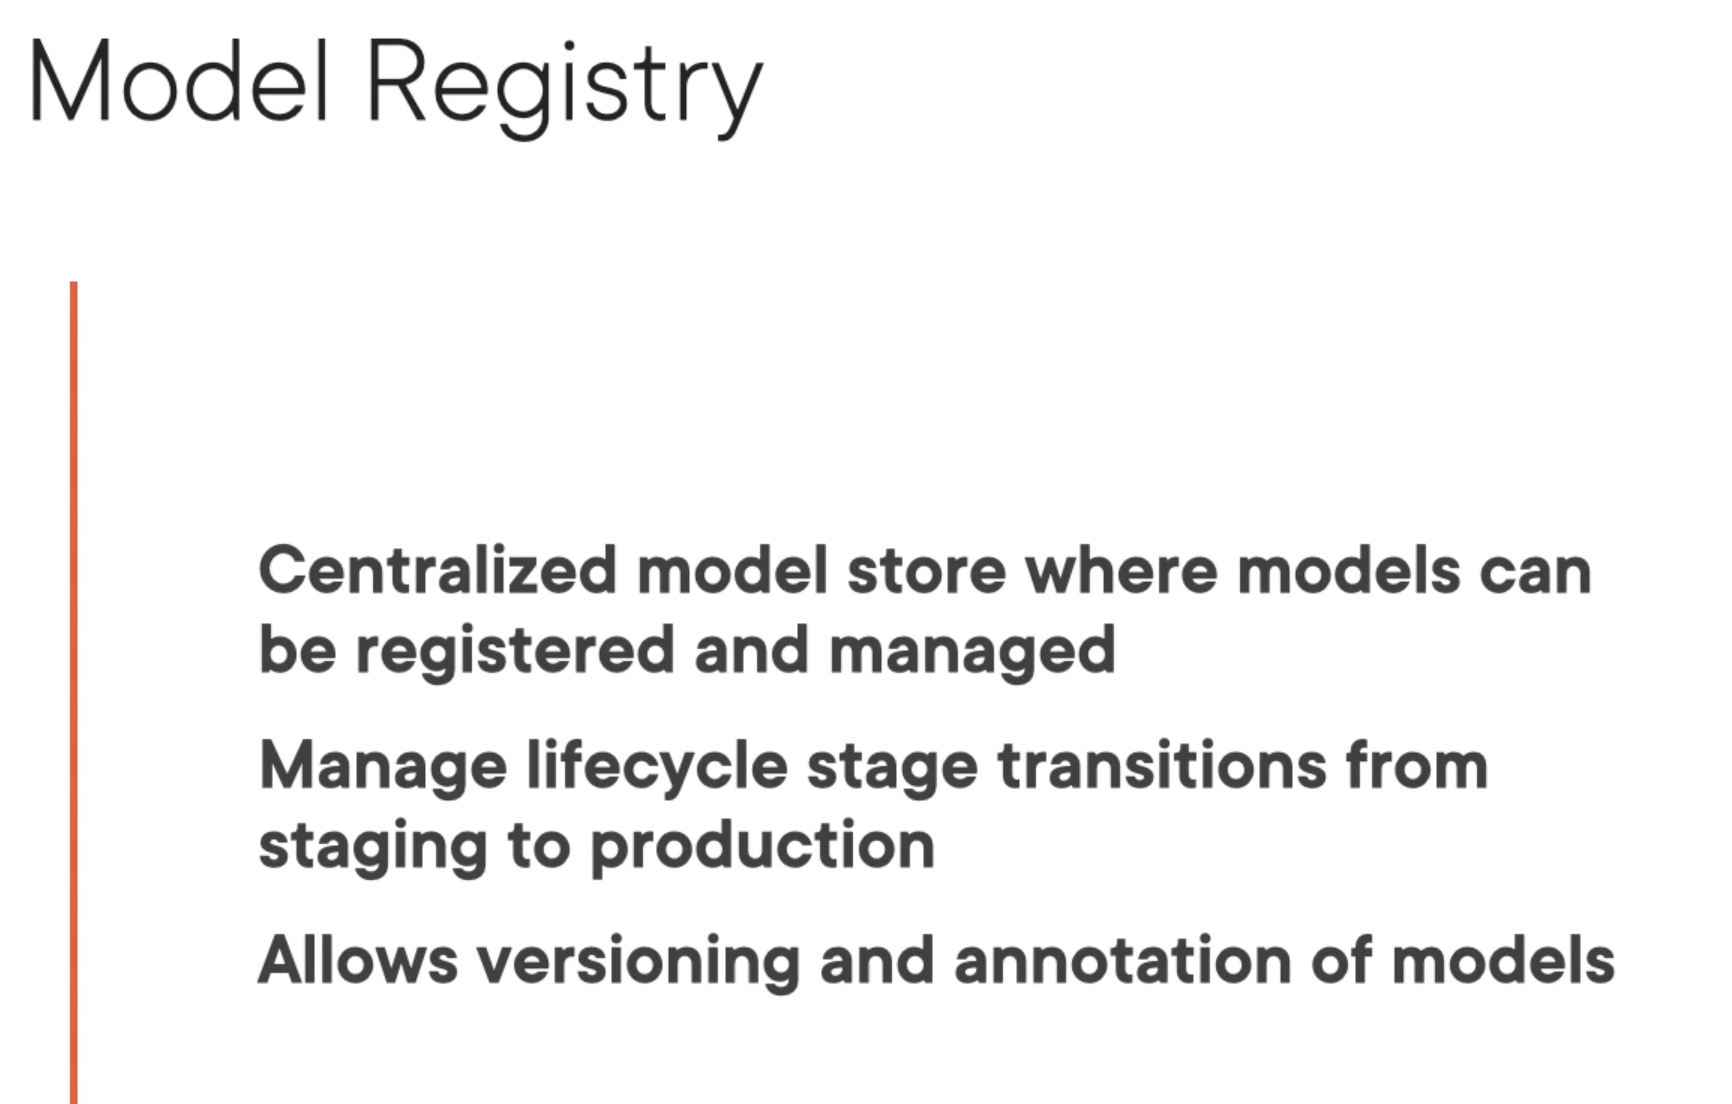 Model Registry
Centralized model store where models can
be registered and managed
Manage lifecycle stage transitions from
staging to production
Allows versioning and annotation of models